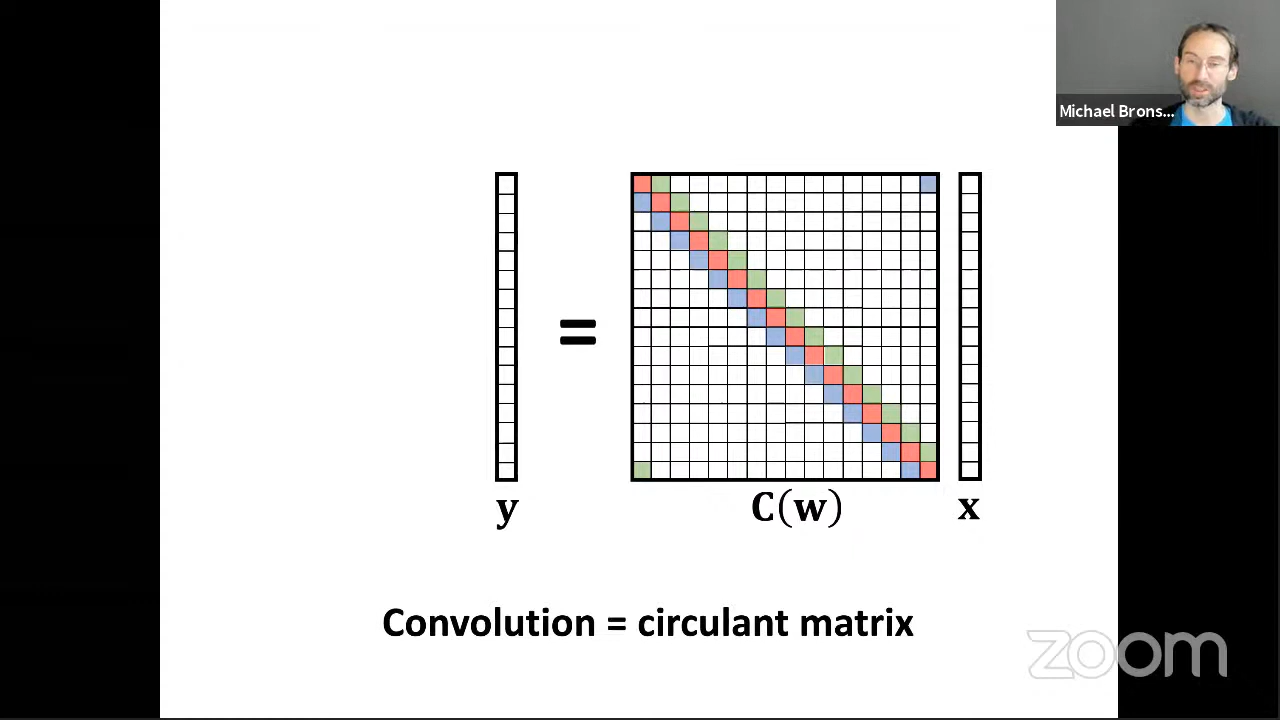 Michael Brons...
=
y
C(w)
x
Convolution = circulant matrix
zoom